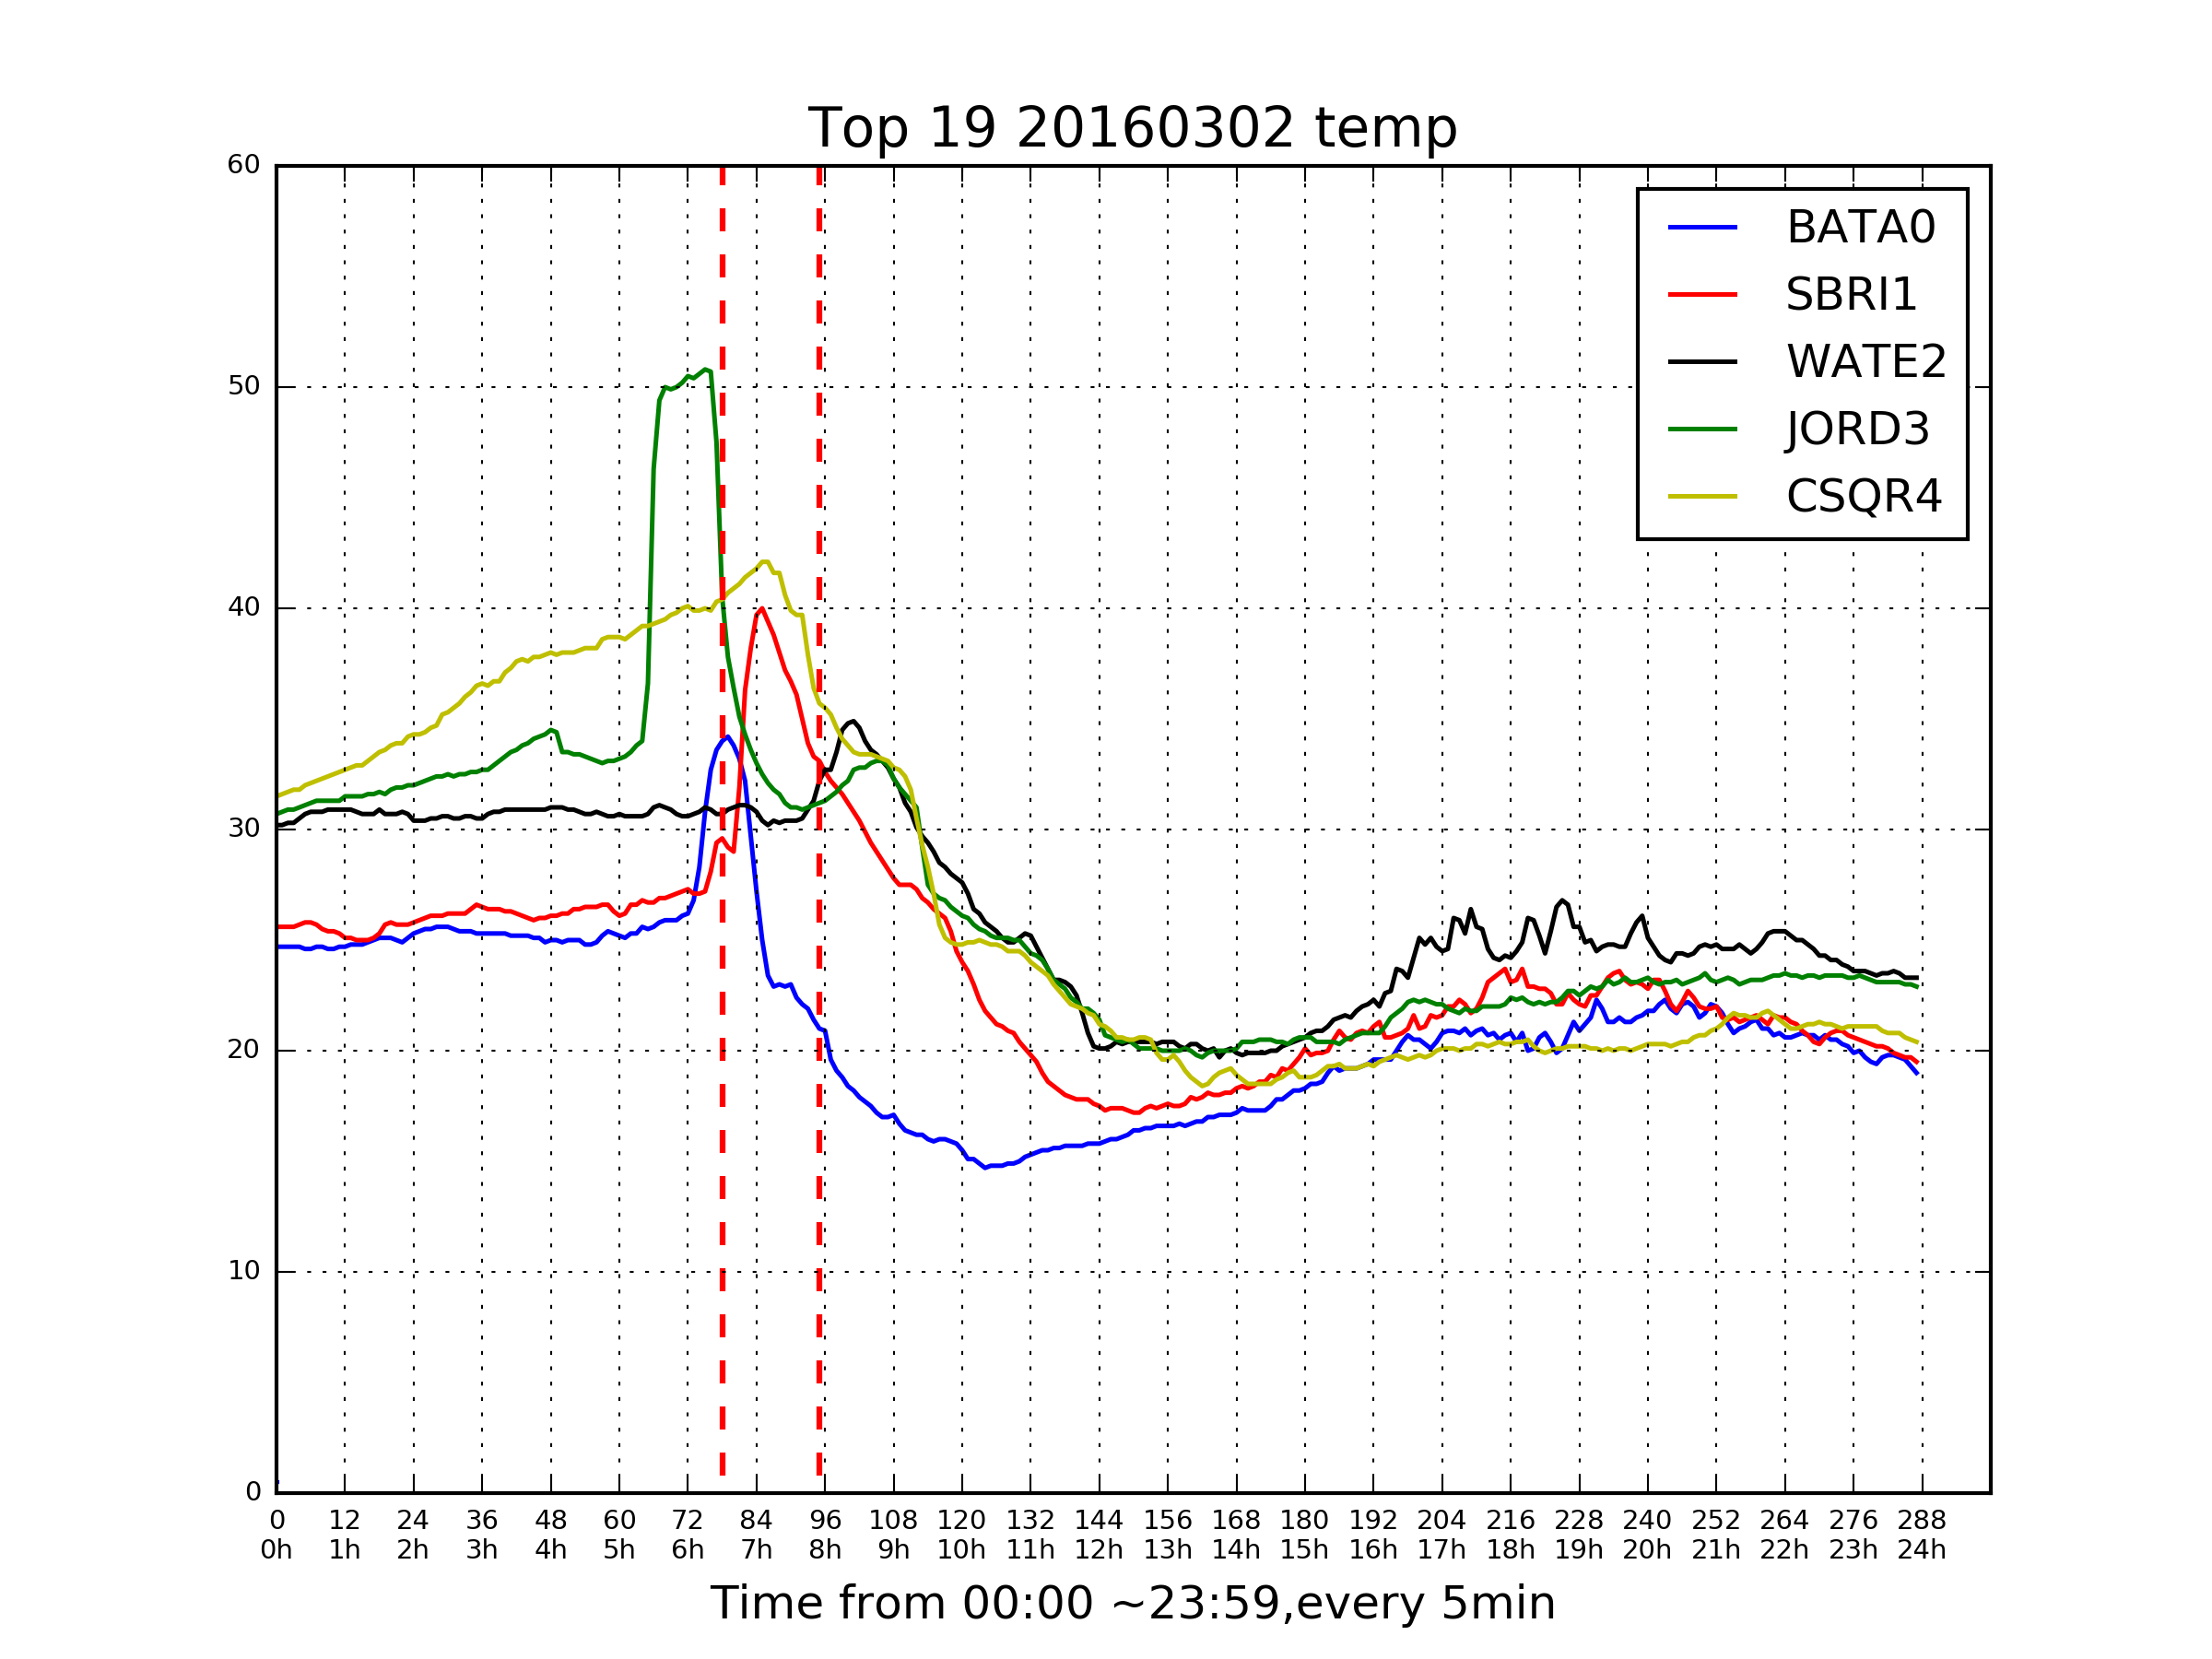 Top 19 20160302 temp
60
50
40
30
20
10
0
BATA0
SBRI1
WATE2
JORD3
CSQR4
0 12 24 36 48 60 72 84 96 108 120 132 144 156 168 180 192 204 216 228 240 252 264 276 288
0h 1h 2h 3h 4h 5h 6h 7h 8h 9h 10h 11h 12h 13h 14h 15h 16h 17h 18h 19h 20h 21h 22h 23h 24h
Time from 00:00 ~23:59,every 5min